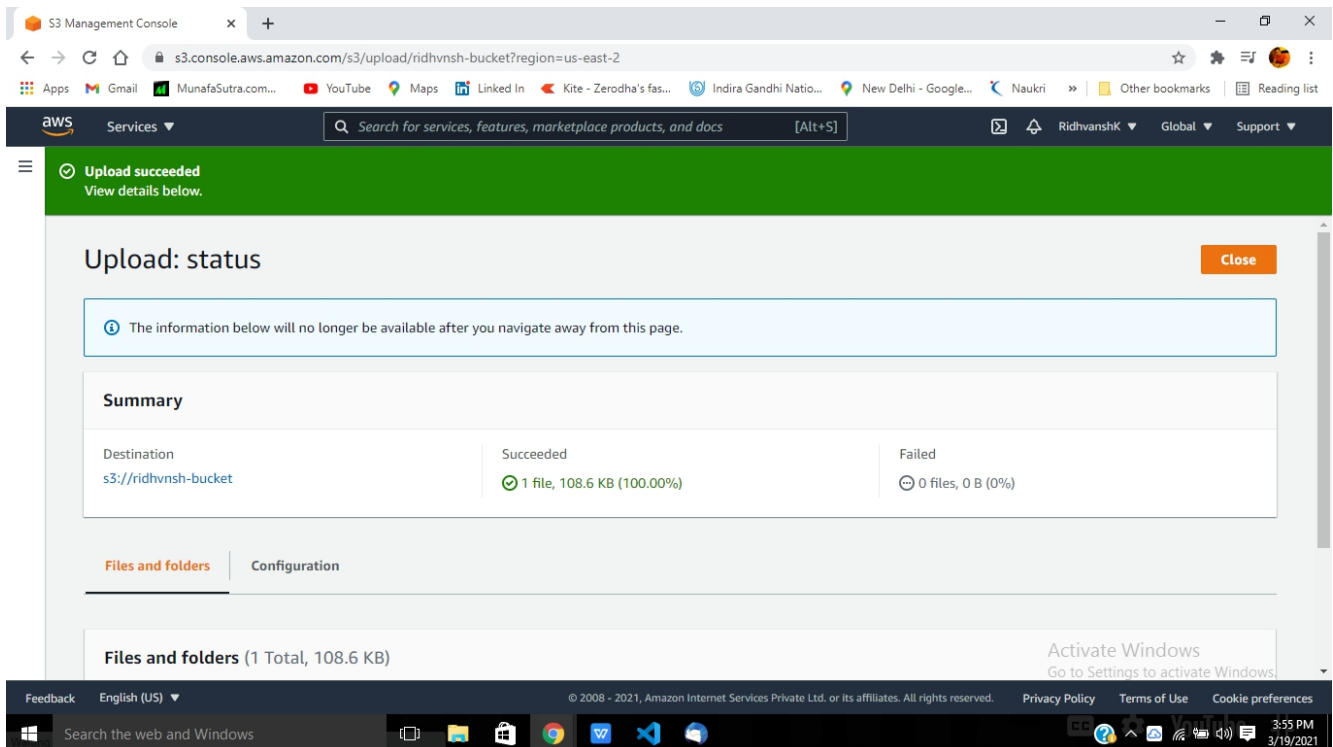 S3 Management Console
s3.console.aws.amazon.com/s3/upload/ridhvnsh-bucket?region=us-east-2
Apps Gmail MunafaSutra.com... YouTube Maps Linked In Kite - Zerodha's fas... Indira Gandhi Natio... New Delhi - Google... Naukri » Other bookmarks Reading list
aws Services Search for services, features, marketplace products, and docs [Alt+S] RidhvanshK Global Support
Upload succeeded
View details below.
Upload: status Close
The information below will no longer be available after you navigate away from this page.
Summary
Destination Succeeded Failed
s3://ridhvnsh-bucket 1 file, 108.6 KB (100.00%) 0 files, 0 B (0%)
Files and folders Configuration
Files and folders (1 Total, 108.6 KB)
Activate Windows
Go to Settings to activate Windows.
Feedback English (US) © 2008 - 2021, Amazon Internet Services Private Ltd. or its affiliates. All rights reserved. Privacy Policy Terms of Use Cookie preferences
Search the web and Windows YouTube 3:55 PM
3/19/2021